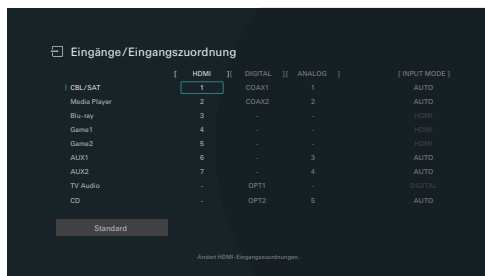 Eingänge/Eingangszuordnung
[ HDMI ][ DIGITAL ][ ANALOG ] [ INPUT MODE ]
CBL/SAT 1 COAX1 1 AUTO
Media Player 2 COAX2 2 AUTO
Blu-ray 3 - - HDMI
Game1 4 - - HDMI
Game2 5 - - HDMI
AUX1 6 - 3 AUTO
AUX2 7 - 4 AUTO
TV Audio - OPT1 - DIGITAL
CD - OPT2 5 AUTO
Standard
Ändert HDMI-Eingangszuordnungen.